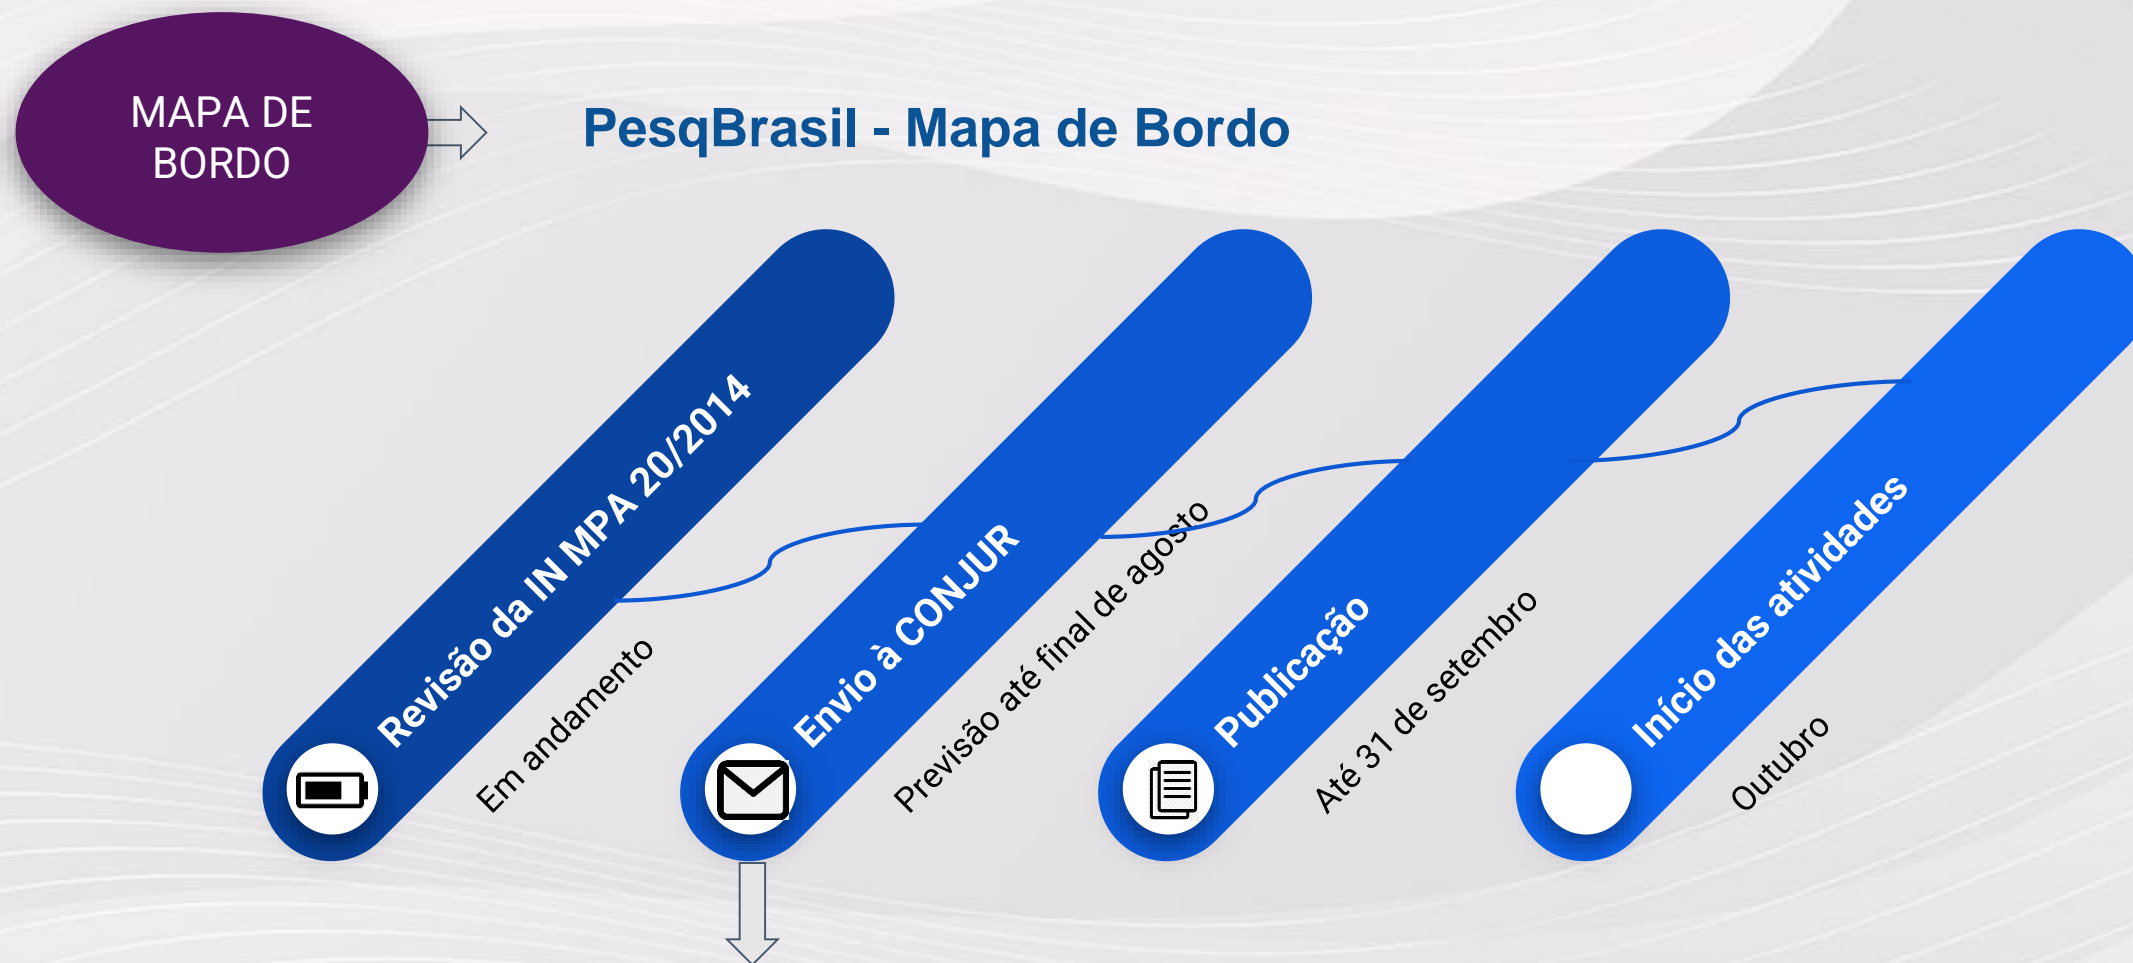 MAPA DE
BORDO
PesqBrasil - Mapa de Bordo
Revisão da IN MPA 20/2014
Em andamento
Envio à CONJUR
Previsão até final de agosto
Publicação
Até 31 de setembro
Início das atividades
Outubro